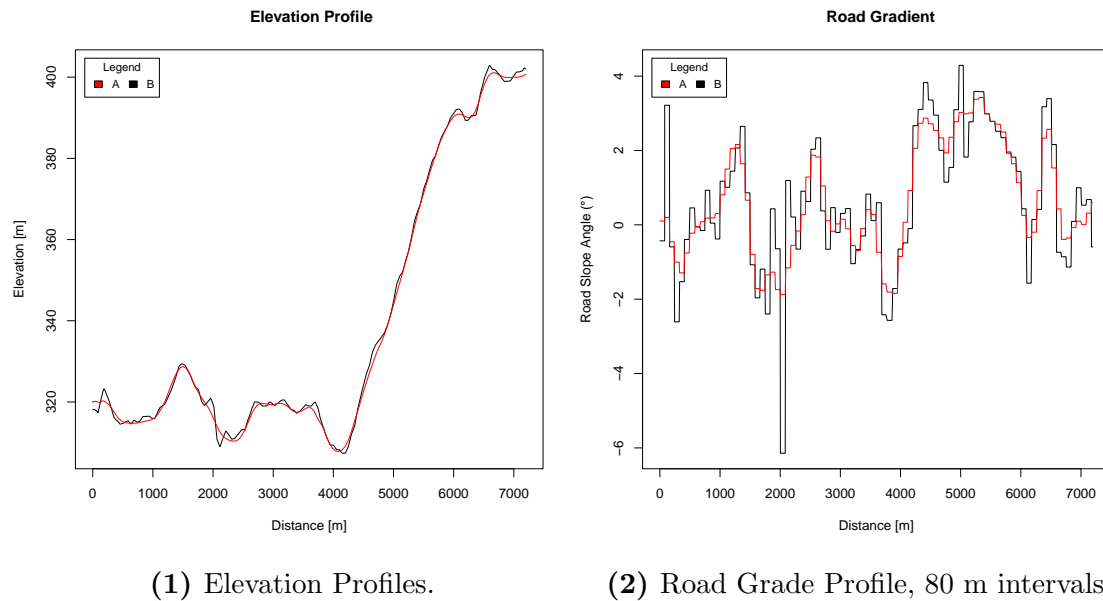 Elevation Profile
Legend
A B
Elevation [m]
400
380
360
340
320
0 1000 2000 3000 4000 5000 6000 7000
Distance [m]
(1) Elevation Profiles.
Road Gradient
Legend
A B
Road Slope Angle (°)
4
2
0
-2
-4
-6
0 1000 2000 3000 4000 5000 6000 7000
Distance [m]
(2) Road Grade Profile, 80 m intervals